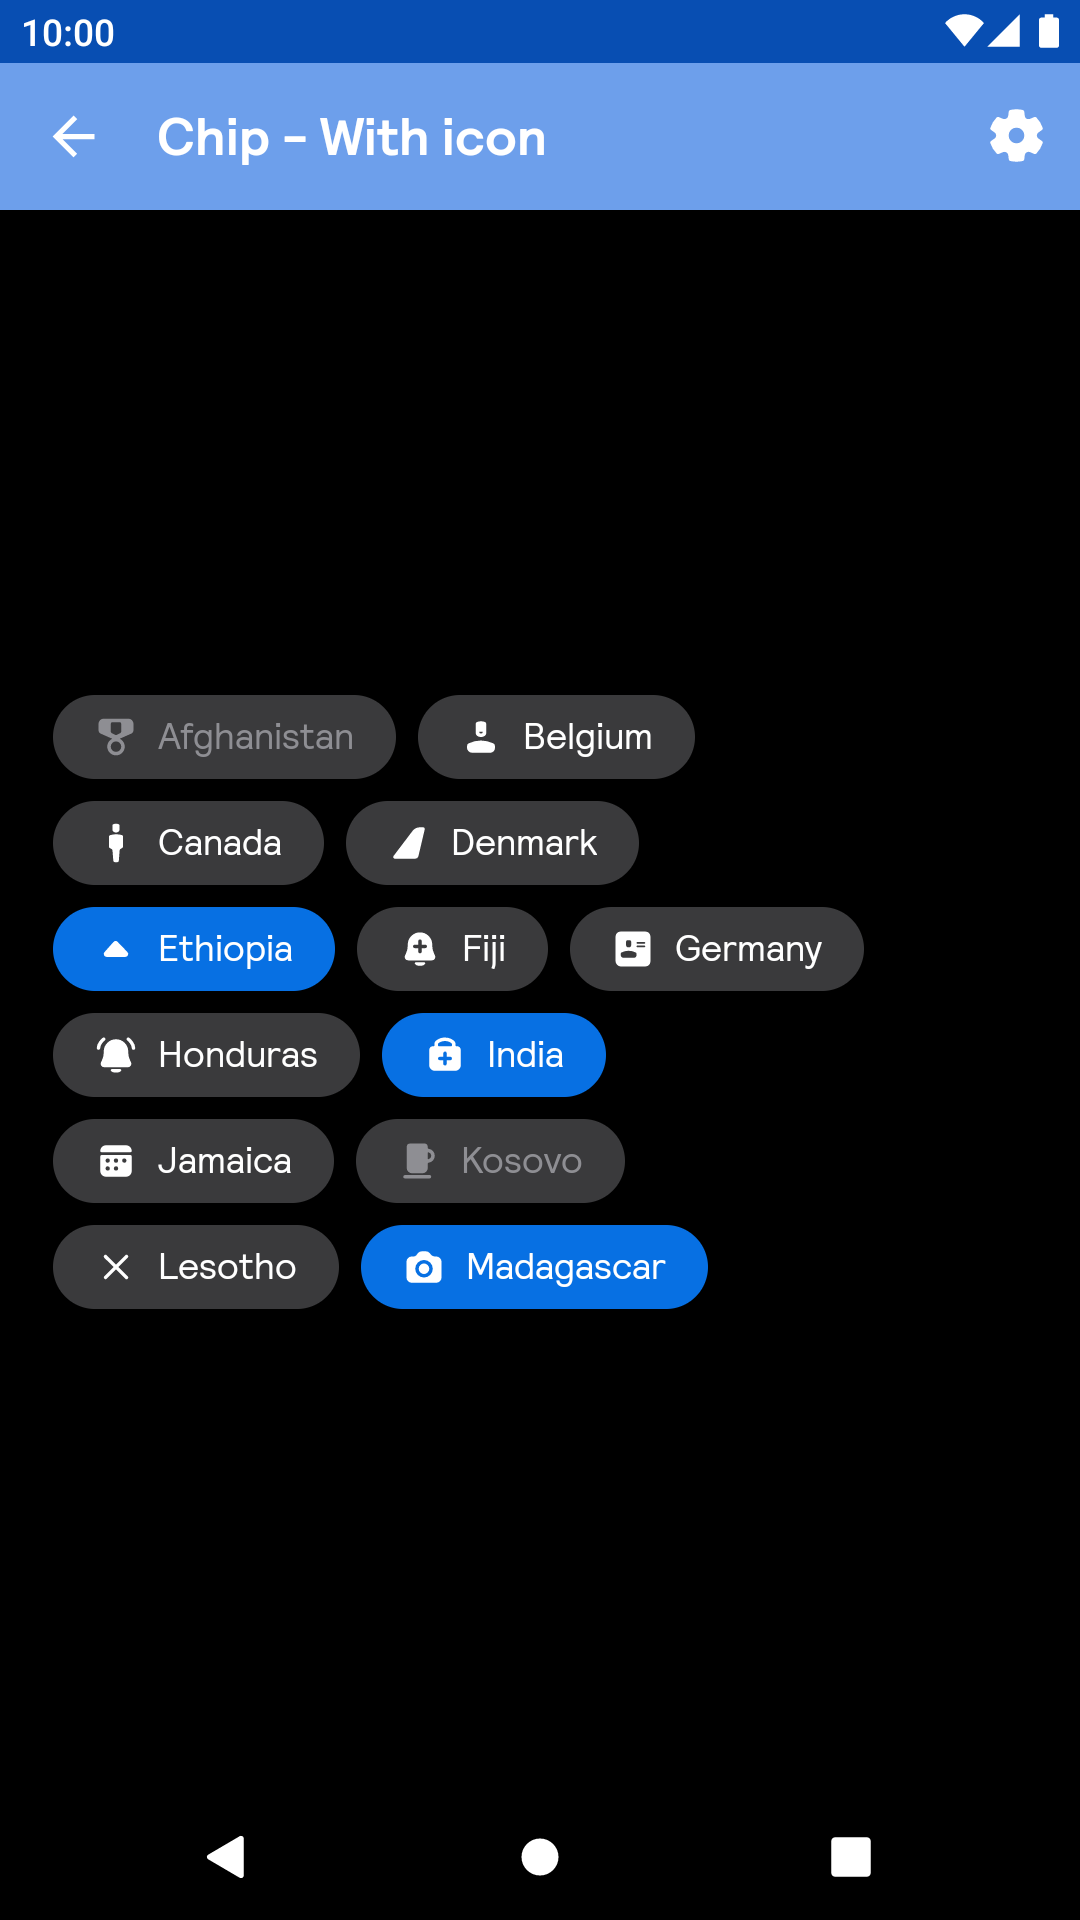 10:00
Chip - With icon
Afghanistan Belgium
Canada Denmark
Ethiopia Fiji Germany
Honduras India
Jamaica Kosovo
Lesotho Madagascar